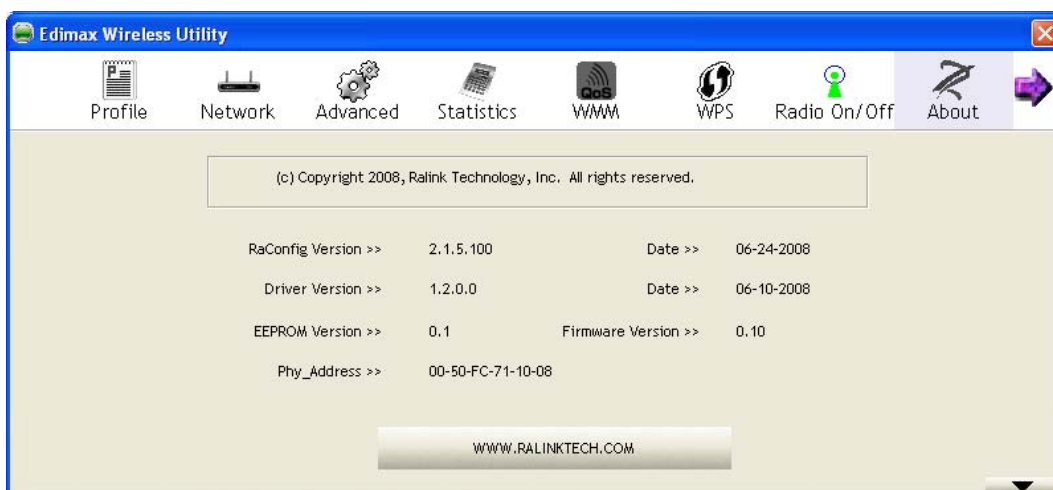 Edimax Wireless Utility
Profile Network Advanced Statistics QoS WMM WPS Radio On/Off About
(c) Copyright 2008, Ralink Technology, Inc. All rights reserved.
RaConfig Version >> 2.1.5.100 Date >> 06-24-2008
Driver Version >> 1.2.0.0 Date >> 06-10-2008
EEPROM Version >> 0.1 Firmware Version >> 0.10
Phy_Address >> 00-50-FC-71-10-08
WWW.RALINKTECH.COM